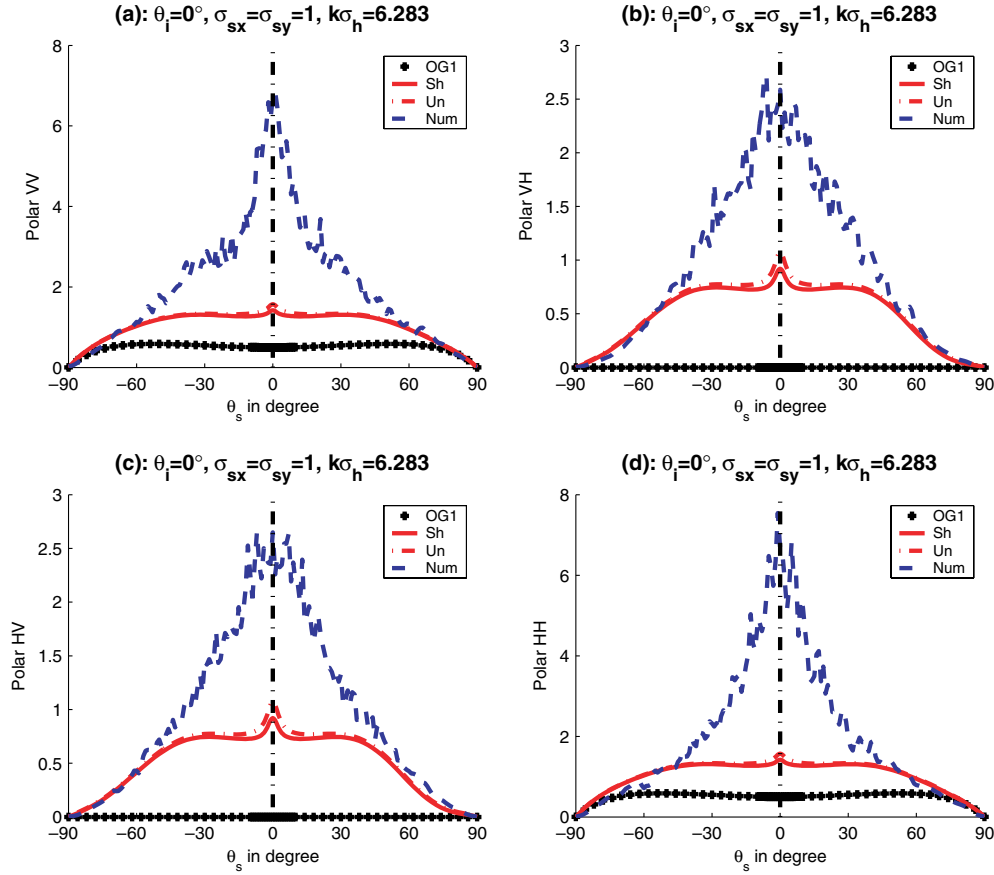 (a): θi=0°, σsx=σsy=1, kσh=6.283
Polar VV
8
6
4
2
0
−90
−60
−30
0
30
60
90
θs in degree
OG1
Sh
Un
Num
(b): θi=0°, σsx=σsy=1, kσh=6.283
Polar VH
3
2.5
2
1.5
1
0.5
0
−90
−60
−30
0
30
60
90
θs in degree
OG1
Sh
Un
Num
(c): θi=0°, σsx=σsy=1, kσh=6.283
Polar HV
3
2.5
2
1.5
1
0.5
0
−90
−60
−30
0
30
60
90
θs in degree
OG1
Sh
Un
Num
(d): θi=0°, σsx=σsy=1, kσh=6.283
Polar HH
8
6
4
2
0
−90
−60
−30
0
30
60
90
θs in degree
OG1
Sh
Un
Num